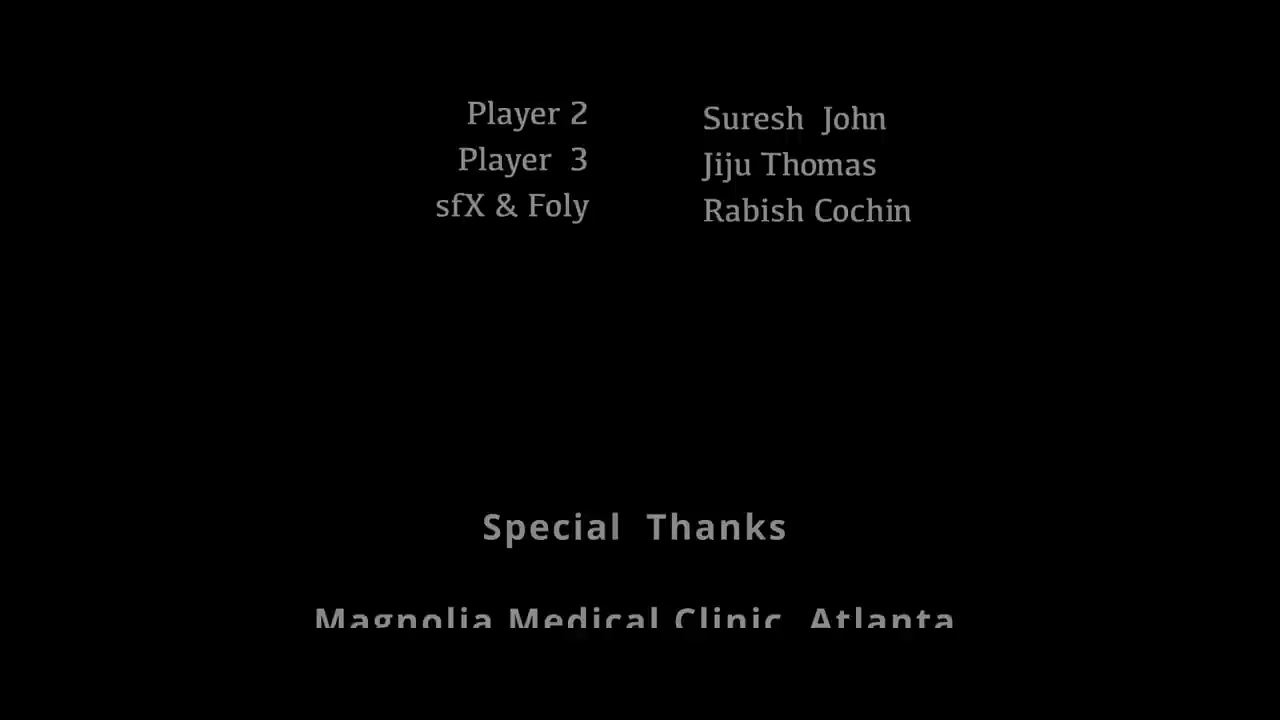 Player 2 Suresh John
Player 3 Jiju Thomas
sfX & Foly Rabish Cochin
Special Thanks
Magnolia Medical Clinic Atlanta